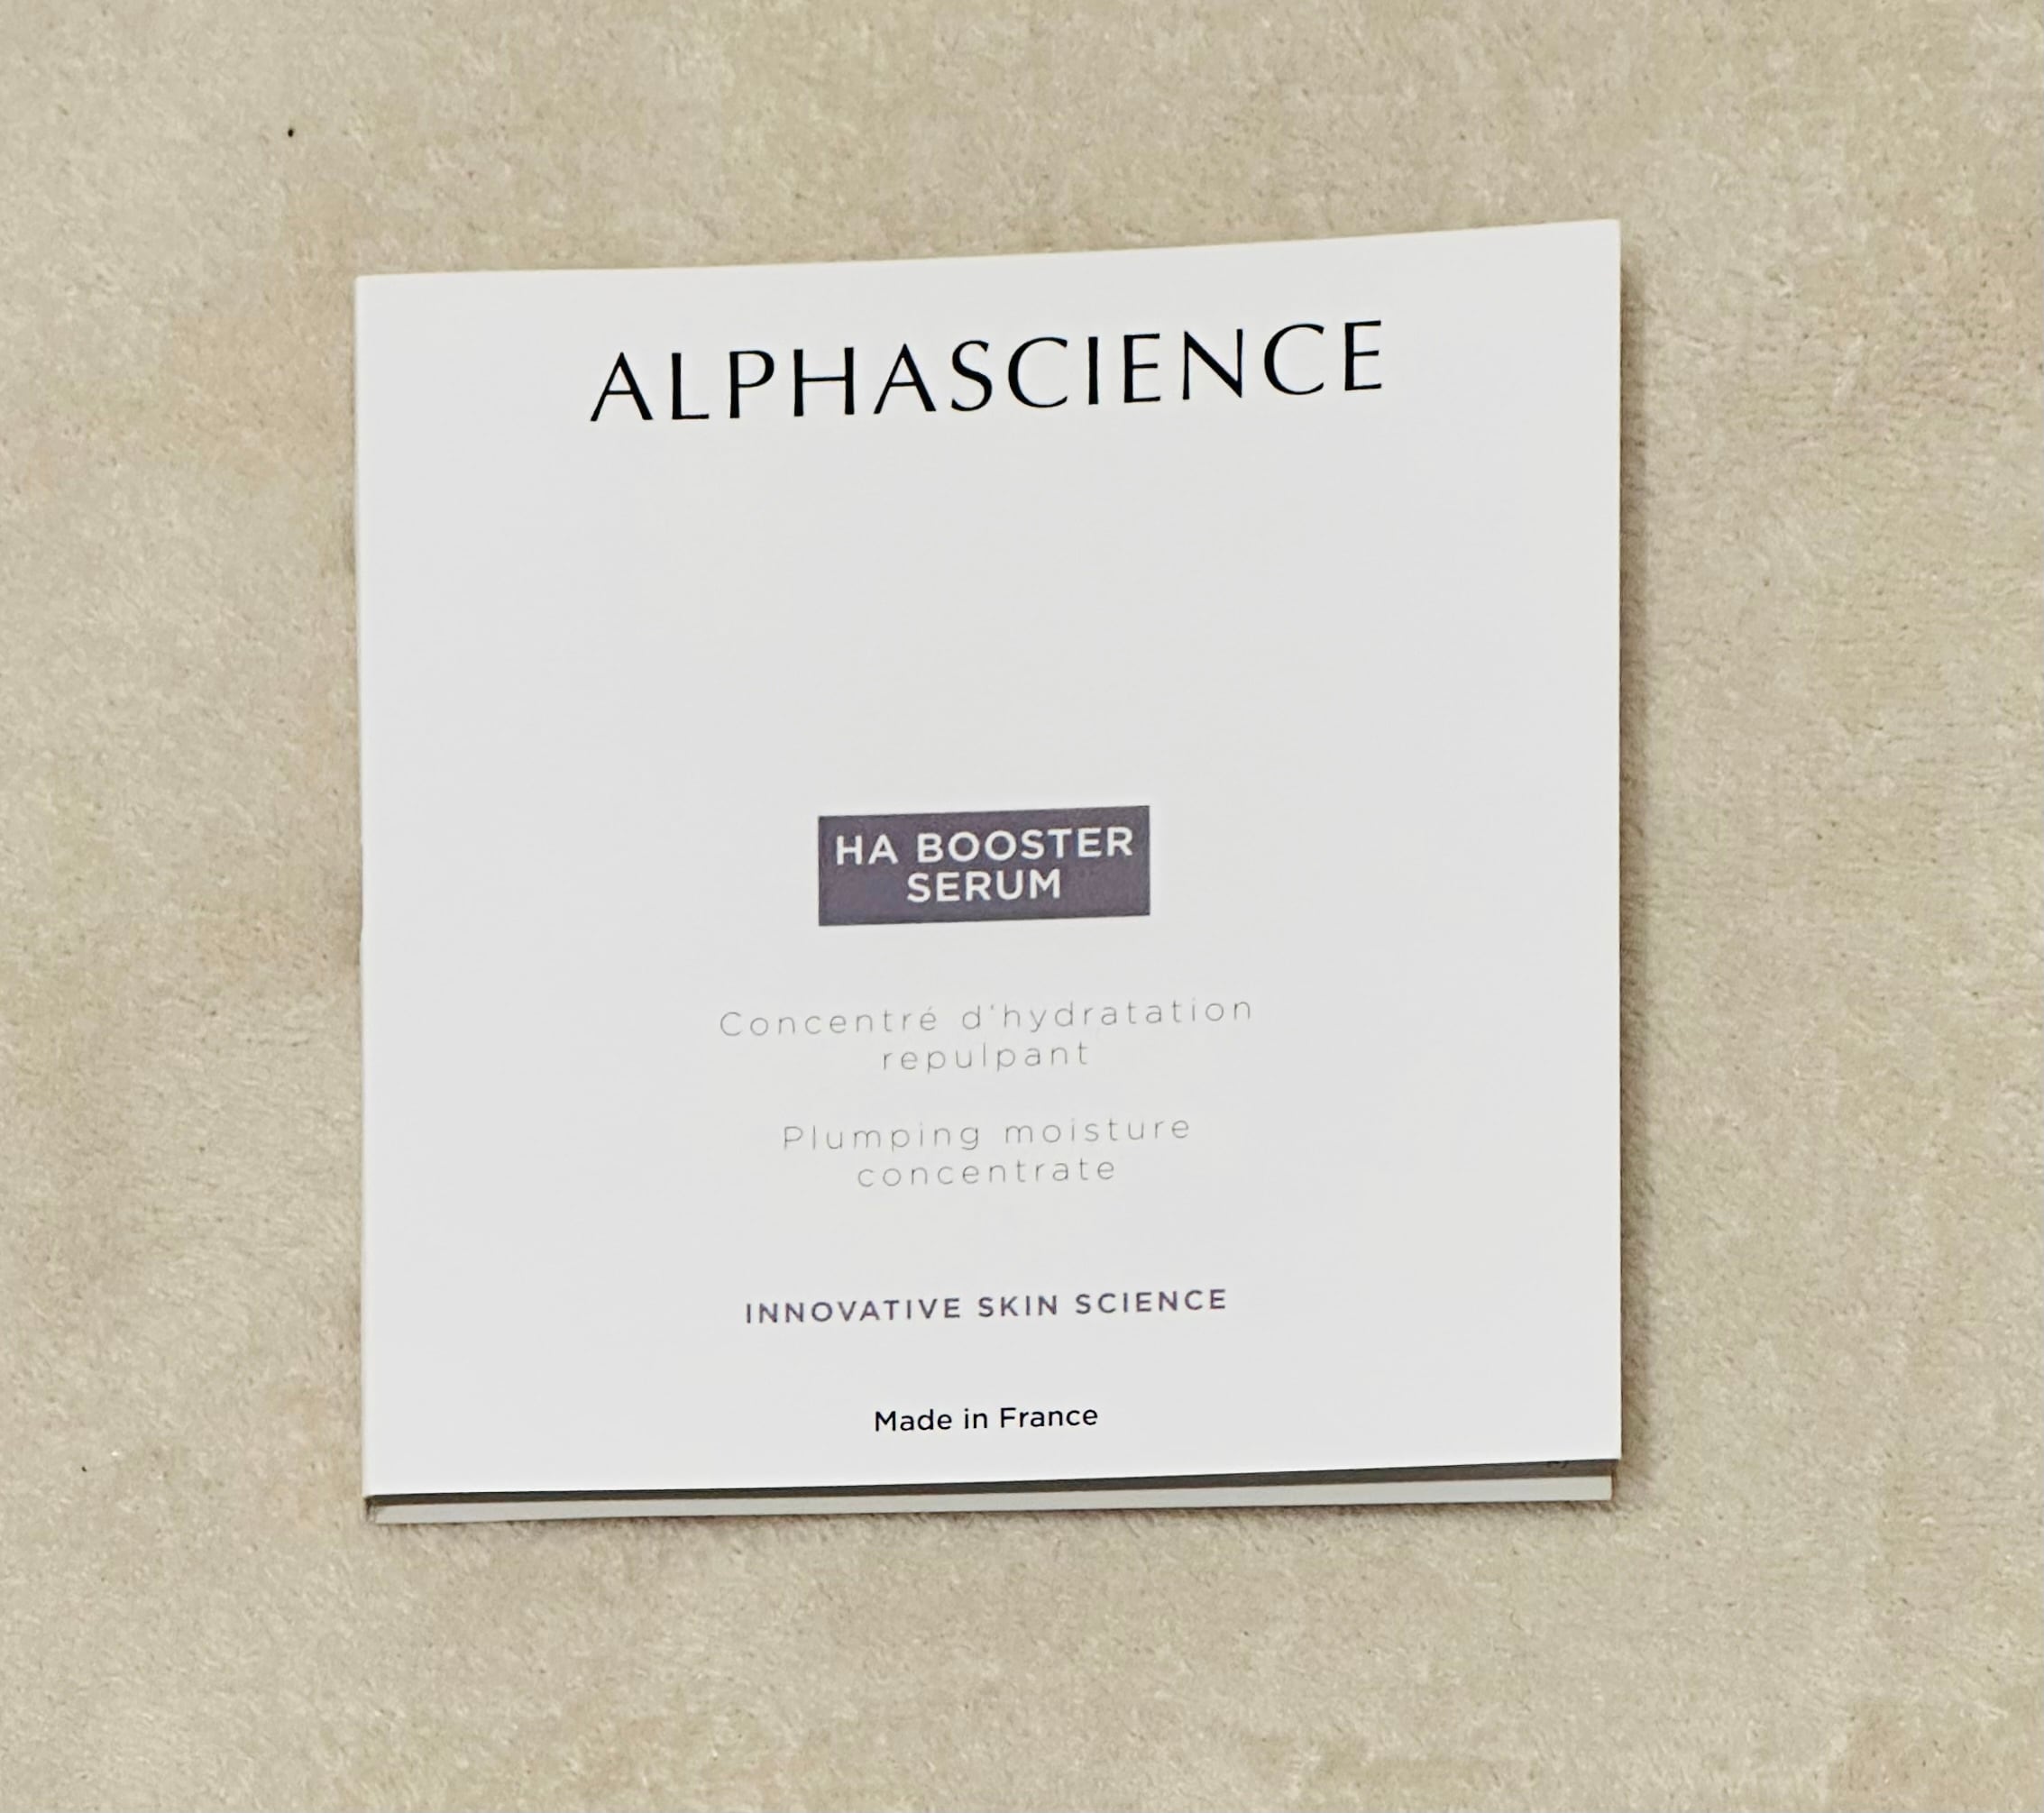 ALPHASCIENCE
HA BOOSTER
SERUM
Concentré d'hydratation
repulpant
Plumping moisture
concentrate
INNOVATIVE SKIN SCIENCE
Made in France